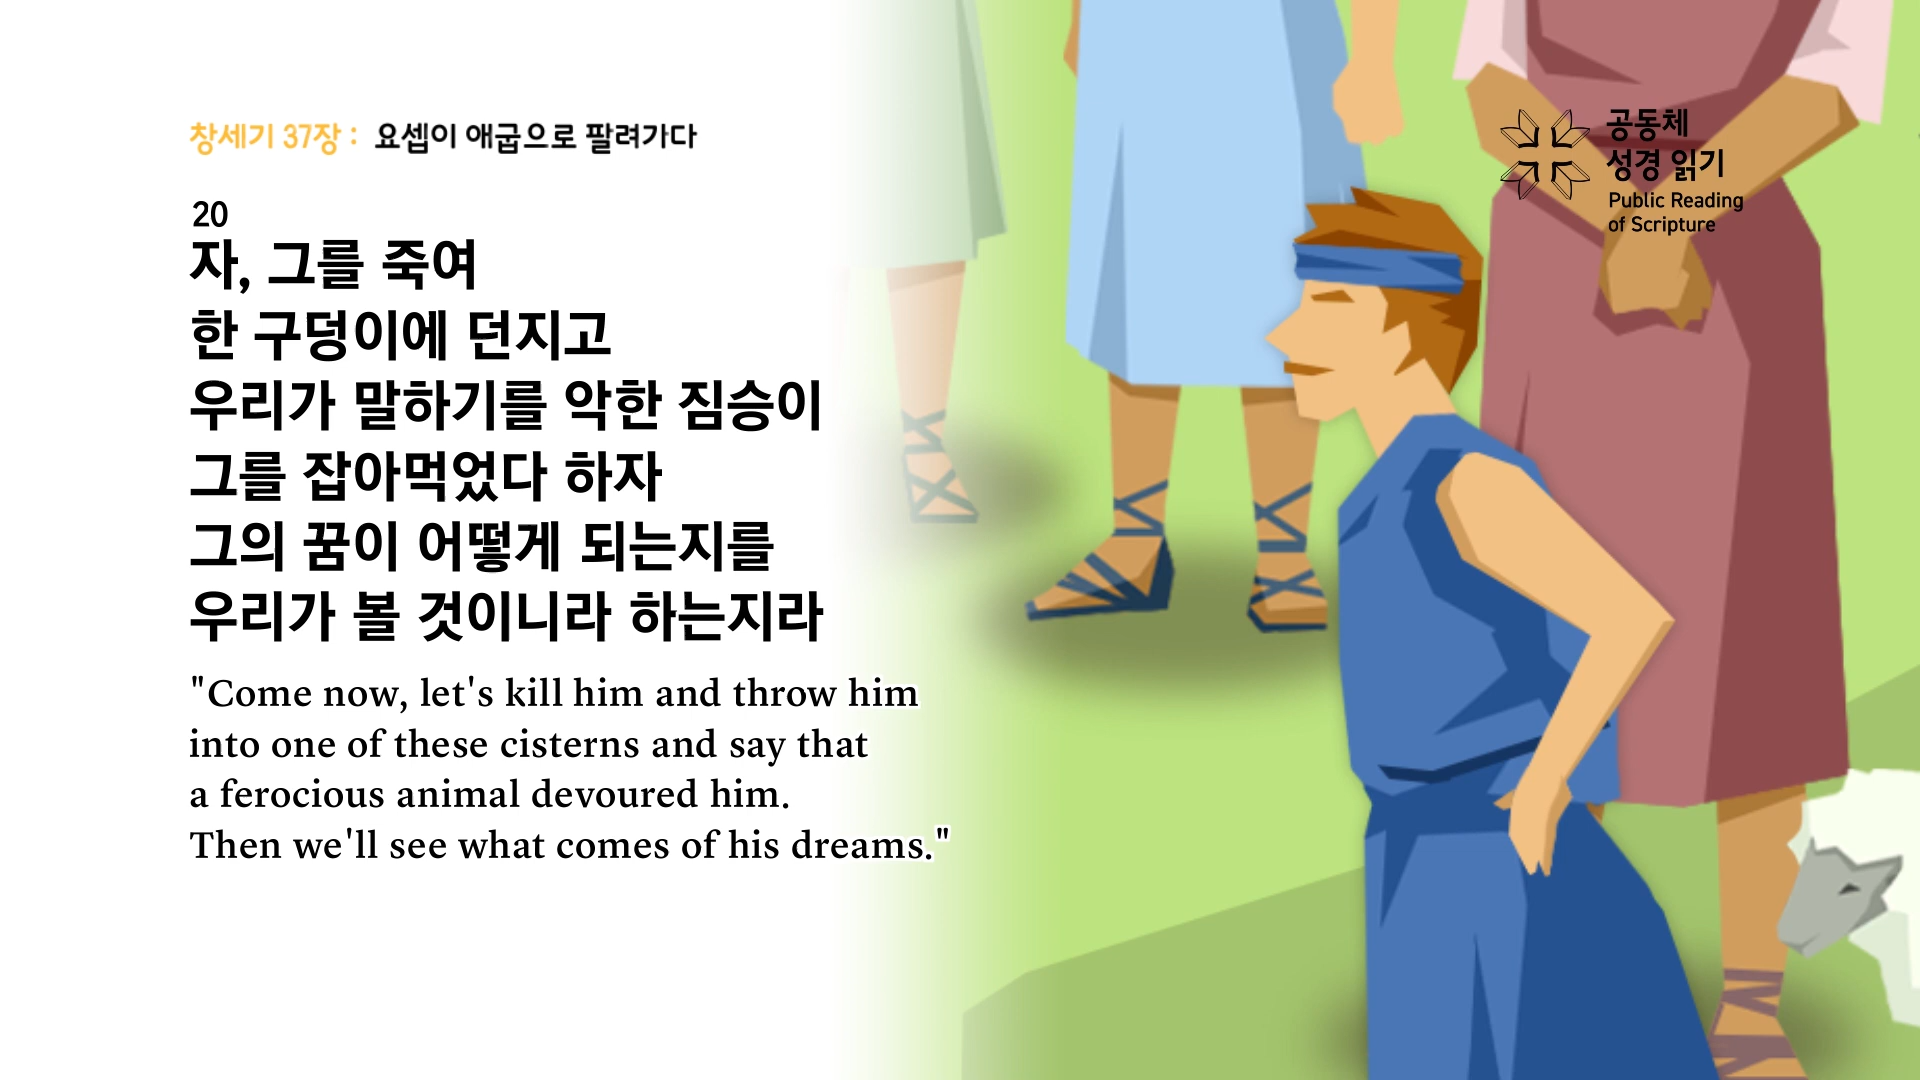 창세기 37장 : 요셉이 애굽으로 팔려가다
20
자, 그를 죽여
한 구덩이에 던지고
우리가 말하기를 악한 짐승이
그를 잡아먹었다 하자
그의 꿈이 어떻게 되는지를
우리가 볼 것이니라 하는지라
"Come now, let's kill him and throw him
into one of these cisterns and say that
a ferocious animal devoured him.
Then we'll see what comes of his dreams."
공동체
성경 읽기
Public Reading
of Scripture